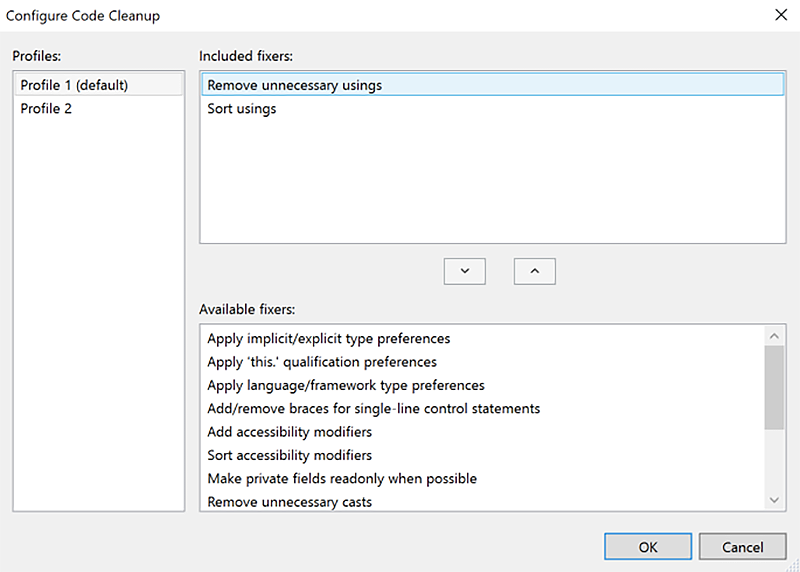 Configure Code Cleanup
Profiles:
Profile 1 (default)
Profile 2
Included fixers:
Remove unnecessary usings
Sort usings
Available fixers:
Apply implicit/explicit type preferences
Apply ‘this.’ qualification preferences
Apply language/framework type preferences
Add/remove braces for single-line control statements
Add accessibility modifiers
Sort accessibility modifiers
Make private fields readonly when possible
Remove unnecessary casts
OK
Cancel